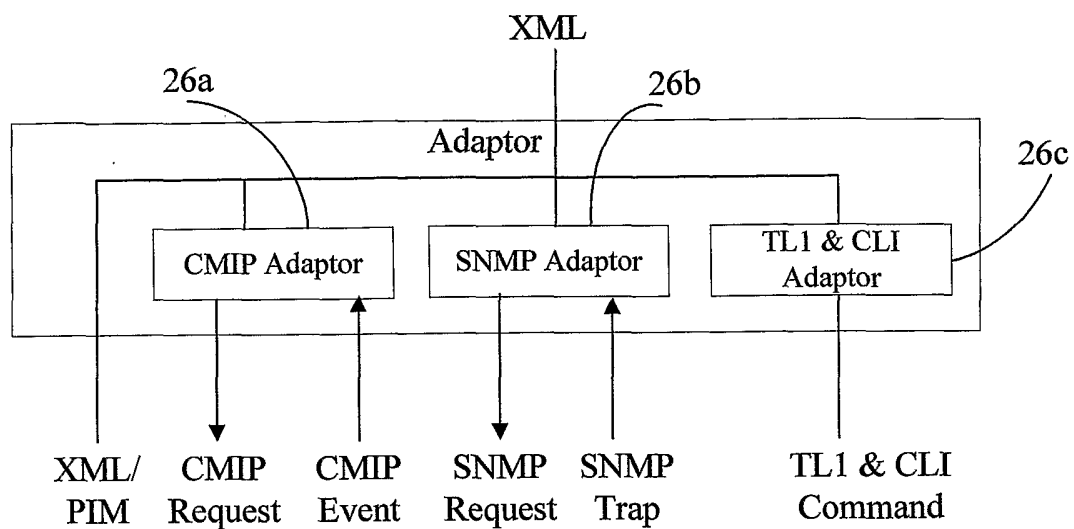 XML
26a
26b
Adaptor
26c
CMIP Adaptor
SNMP Adaptor
TL1 & CLI
Adaptor
XML/
PIM
CMIP
Request
CMIP
Event
SNMP
Request
SNMP
Trap
TL1 & CLI
Command